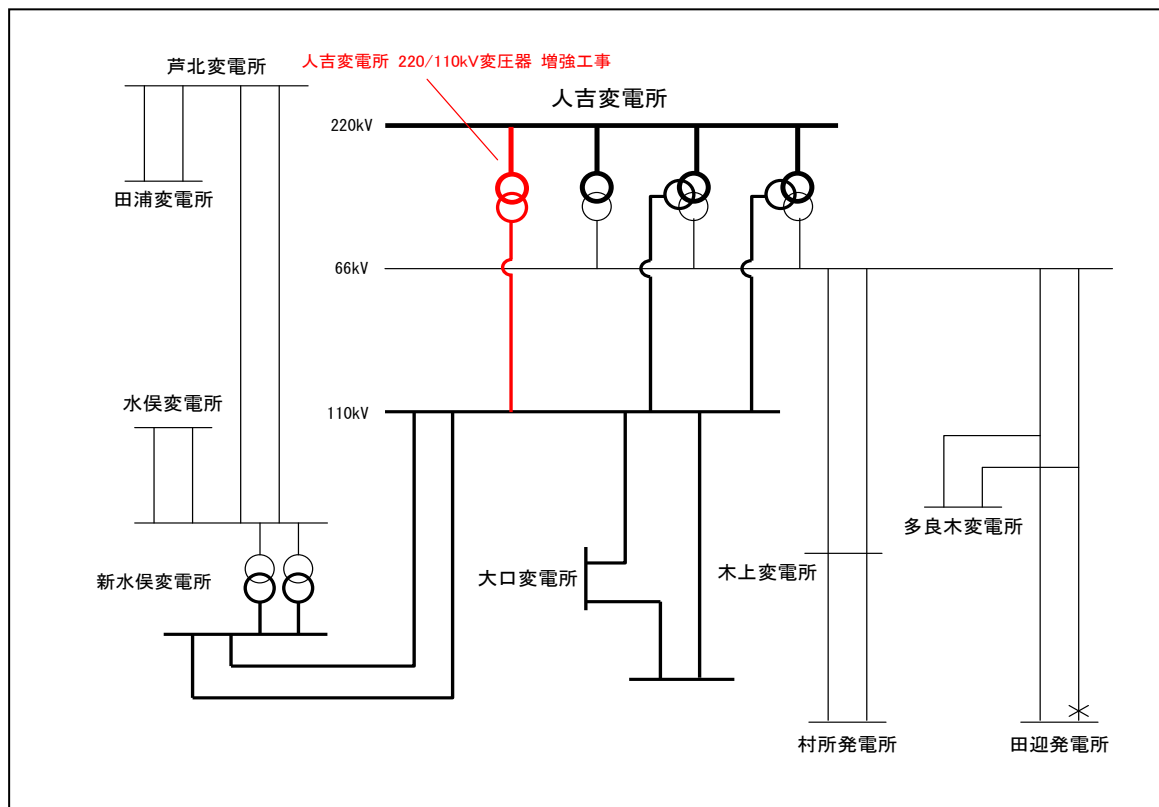 人吉変電所 220/110kV変圧器 増強工事
芦北変電所
人吉変電所
220kV
田浦変電所
66kV
水俣変電所
110kV
多良木変電所
新水俣変電所
大口変電所
木上変電所
村所発電所
田迎発電所